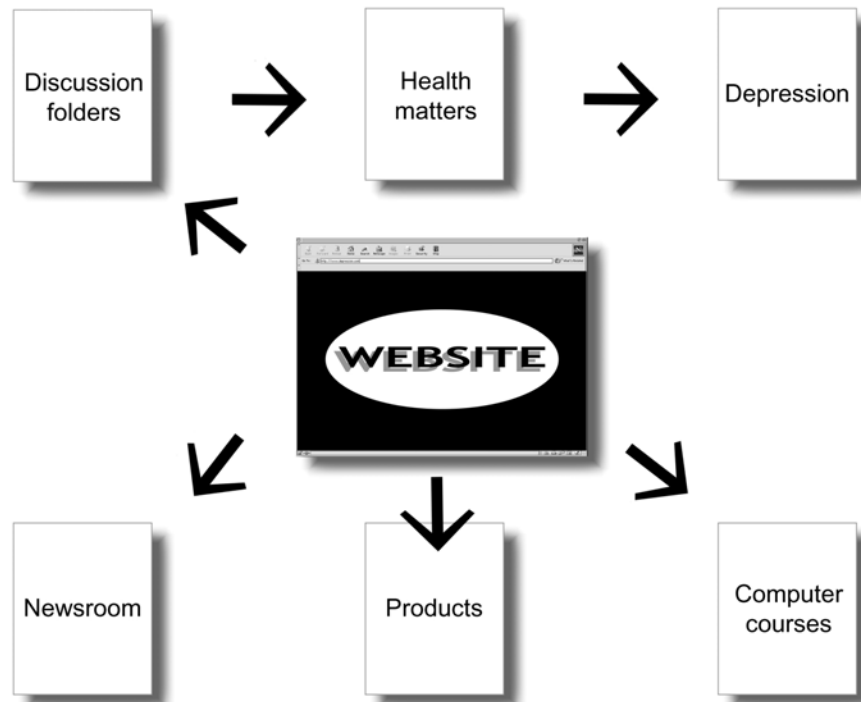 Discussion
folders
Health
matters
Depression
WEBSITE
Newsroom
Products
Computer
courses